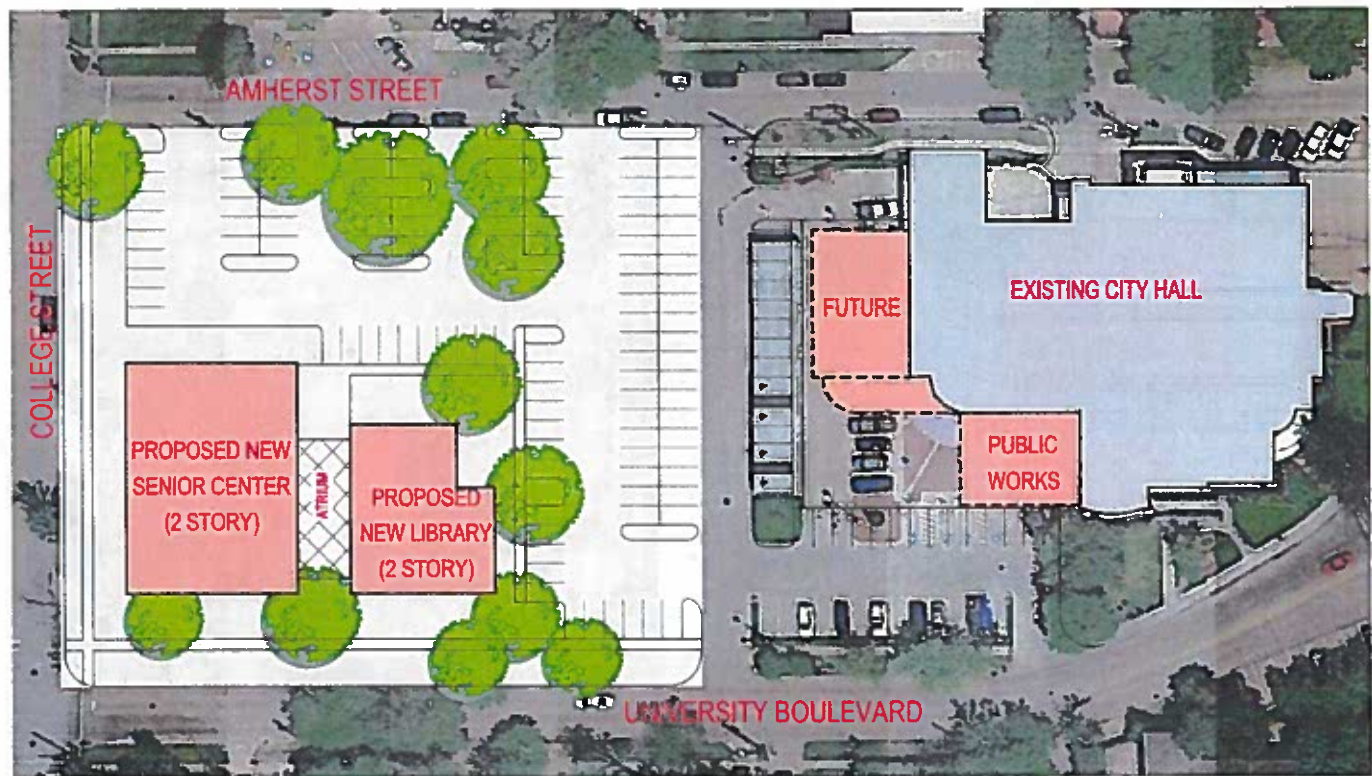 AMHERST STREET
COLLEGE STREET
FUTURE
EXISTING CITY HALL
PROPOSED NEW
SENIOR CENTER
(2 STORY)
ATRIUM
PROPOSED
NEW LIBRARY
(2 STORY)
PUBLIC
WORKS
UNIVERSITY BOULEVARD